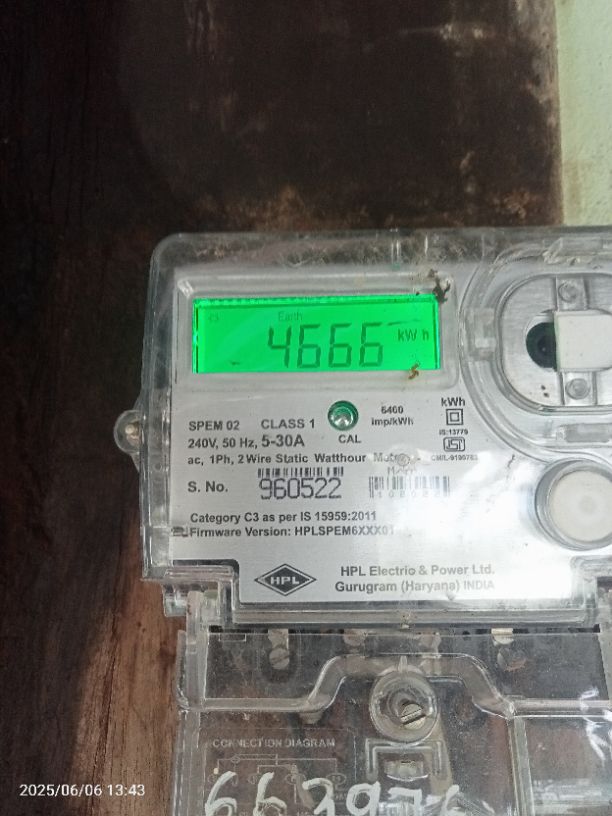 C3
Earth
4666 kWh
SPEM 02 CLASS 1
6400
imp/kWh
kWh
240V, 50 Hz, 5-30A
CAL
IS:13779
ac, 1Ph, 2 Wire Static Watthour
S. No. 960522
Category C3 as per IS 15959:2011
Firmware Version: HPLSPEM6XXX01
HPL
HPL Electric & Power Ltd.
Gurugram (Haryana) INDIA
CONNECTION DIAGRAM
2025/06/06 13:43